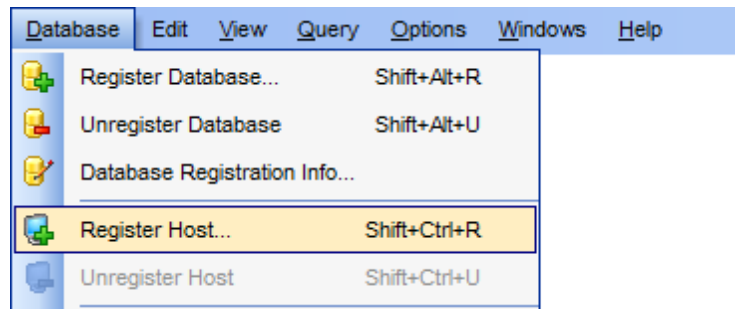 Database Edit View Query Options Windows Help
Register Database... Shift+Alt+R
Unregister Database Shift+Alt+U
Database Registration Info...
Register Host... Shift+Ctrl+R
Unregister Host Shift+Ctrl+U